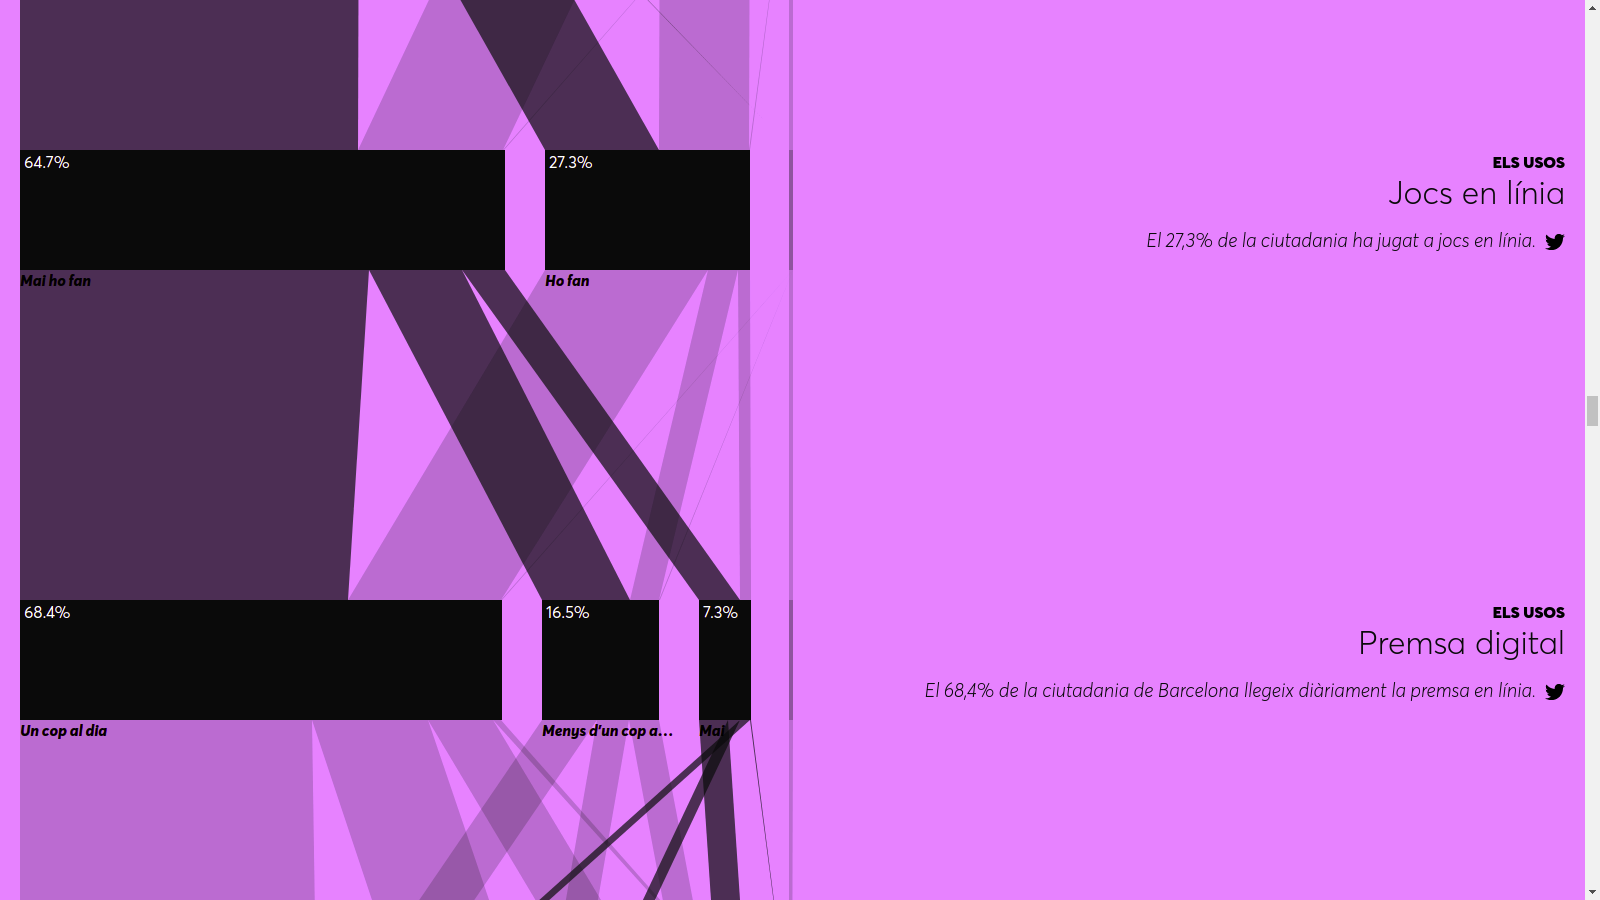 64.7%
27.3%
Mai ho fan
Ho fan
ELS USOS
Jocs en línia
El 27,3% de la ciutadania ha jugat a jocs en línia.
68.4%
16.5%
7.3%
Un cop al dia
Menys d'un cop a...
Mai
ELS USOS
Premsa digital
El 68,4% de la ciutadania de Barcelona llegeix diàriament la premsa en línia.